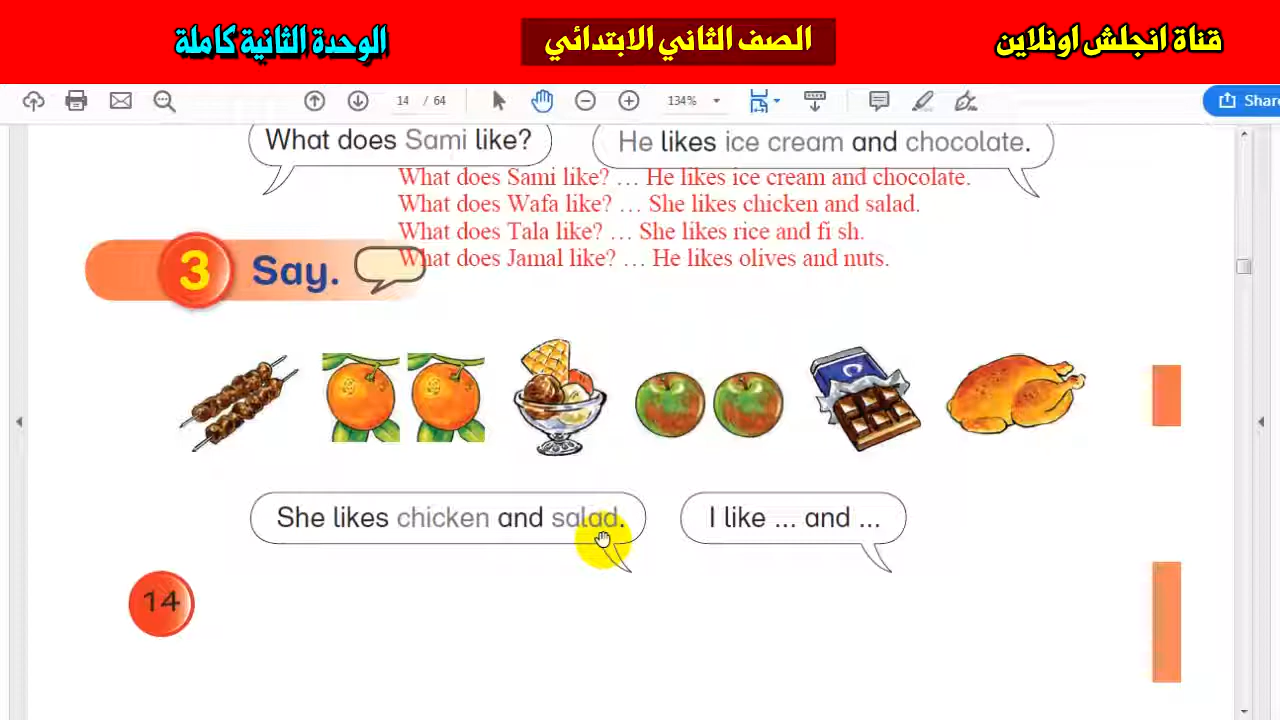 قناة انجلش اونلاين
الصف الثاني الابتدائي
الوحدة الثانية كاملة
14 / 64
134%
Share
What does Sami like?
He likes ice cream and chocolate.
What does Sami like? … He likes ice cream and chocolate.
What does Wafa like? … She likes chicken and salad.
What does Tala like? … She likes rice and fi sh.
What does Jamal like? … He likes olives and nuts.
3 Say.
She likes chicken and salad.
I like ... and ...
14